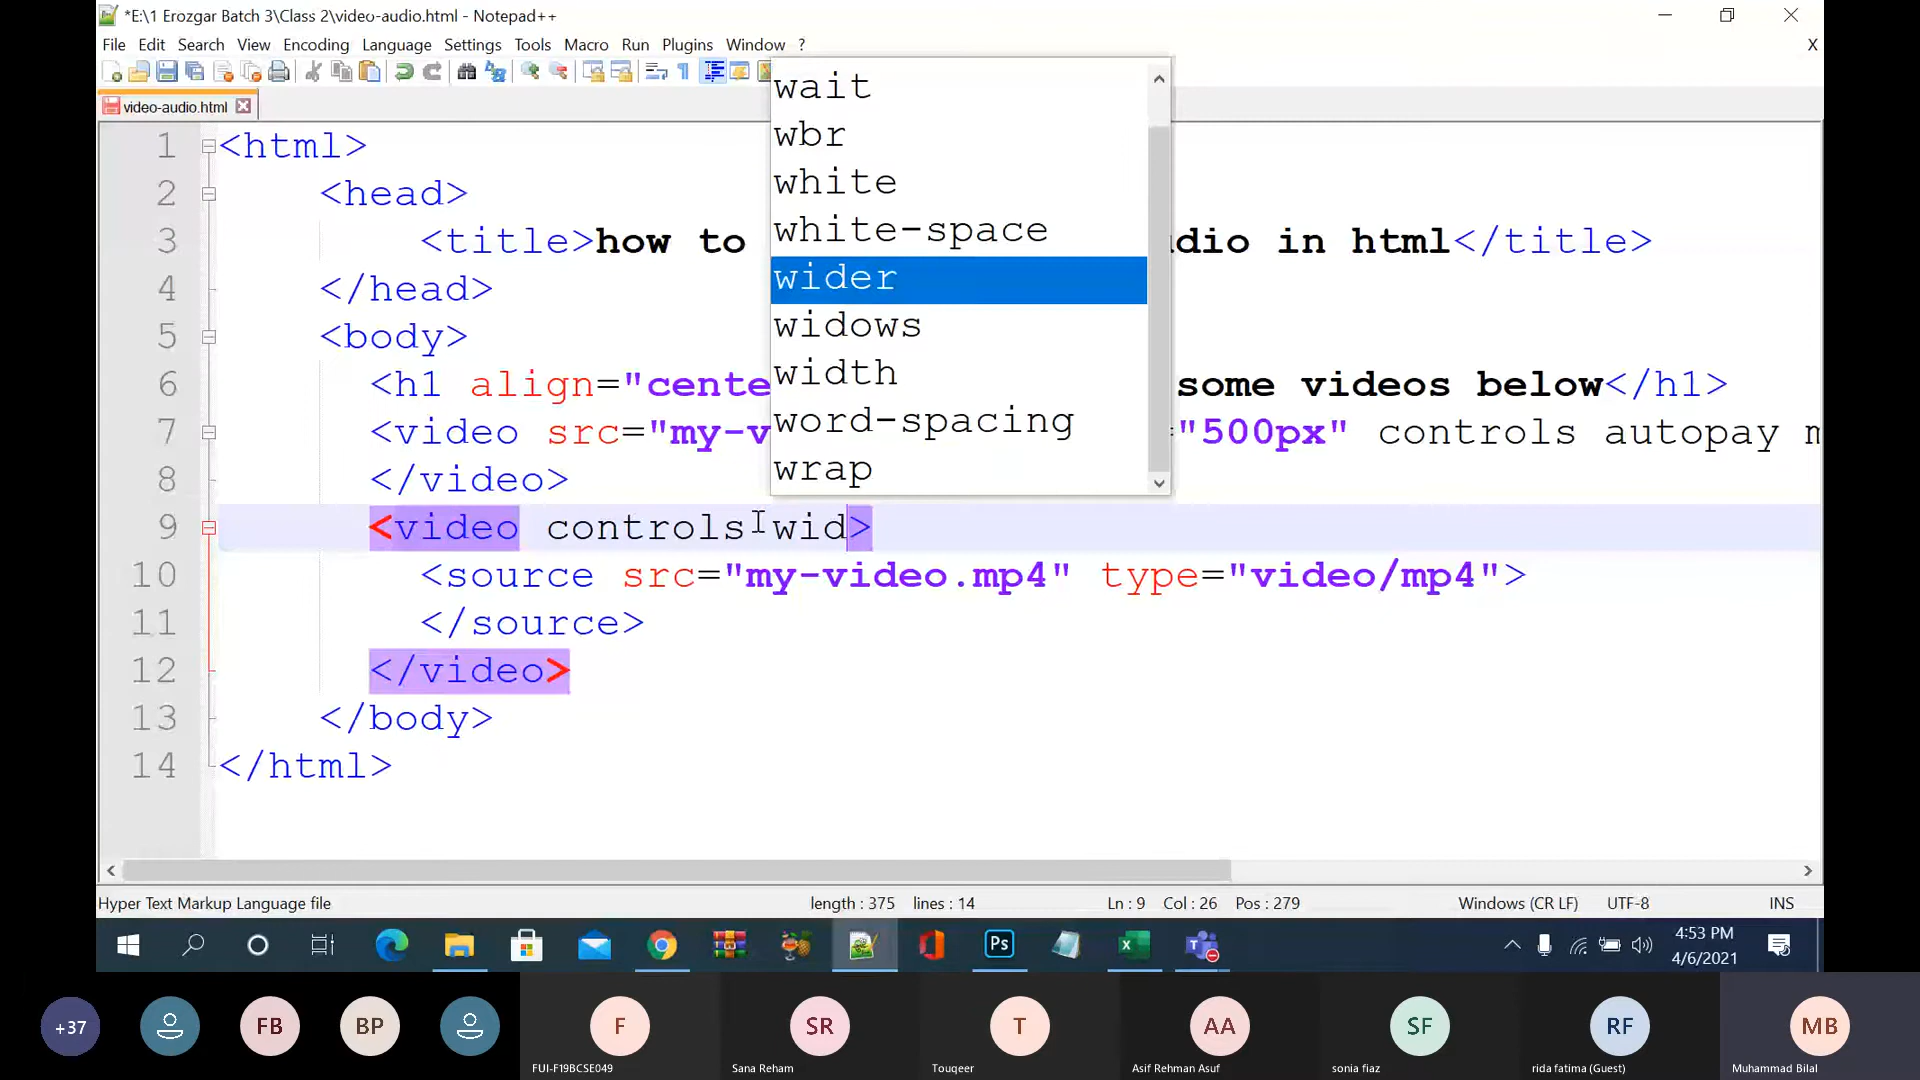 *E:\1 Erozgar Batch 3\Class 2\video-audio.html - Notepad++
File Edit Search View Encoding Language Settings Tools Macro Run Plugins Window ? X
video-audio.html
1 <html>
2 <head>
3 <title>how to dio in html</title>
4 </head>
5 <body>
6 <h1 align="cente some videos below</h1>
7 <video src="my-v ="500px" controls autopay m
8 </video>
9 <video controls wid>
10 <source src="my-video.mp4" type="video/mp4">
11 </source>
12 </video>
13 </body>
14 </html>
wait
wbr
white
white-space
wider
widows
width
word-spacing
wrap
Hyper Text Markup Language file length : 375 lines : 14 Ln : 9 Col : 26 Pos : 279 Windows (CR LF) UTF-8 INS
Ps
4:53 PM
4/6/2021
+37 FB BP F SR T AA SF RF MB
FUI-F19BCSE049 Sana Reham Touqeer Asif Rehman Asuf sonia fiaz rida fatima (Guest) Muhammad Bilal